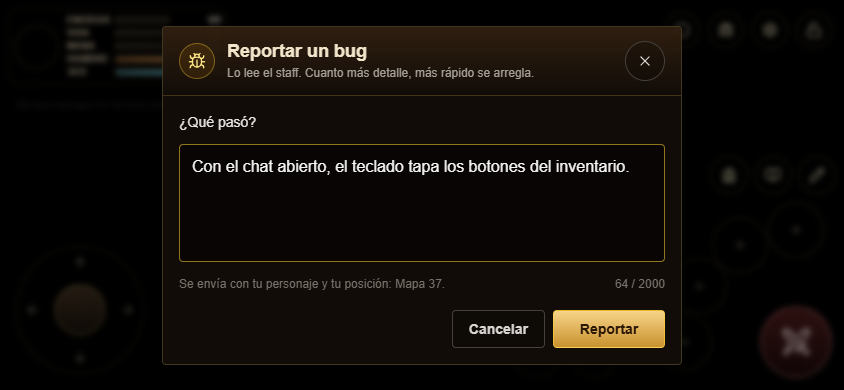 Reportar un bug
Lo lee el staff. Cuanto más detalle, más rápido se arregla.
¿Qué pasó?
Con el chat abierto, el teclado tapa los botones del inventario.
Se envía con tu personaje y tu posición: Mapa 37.
64 / 2000
Cancelar
Reportar